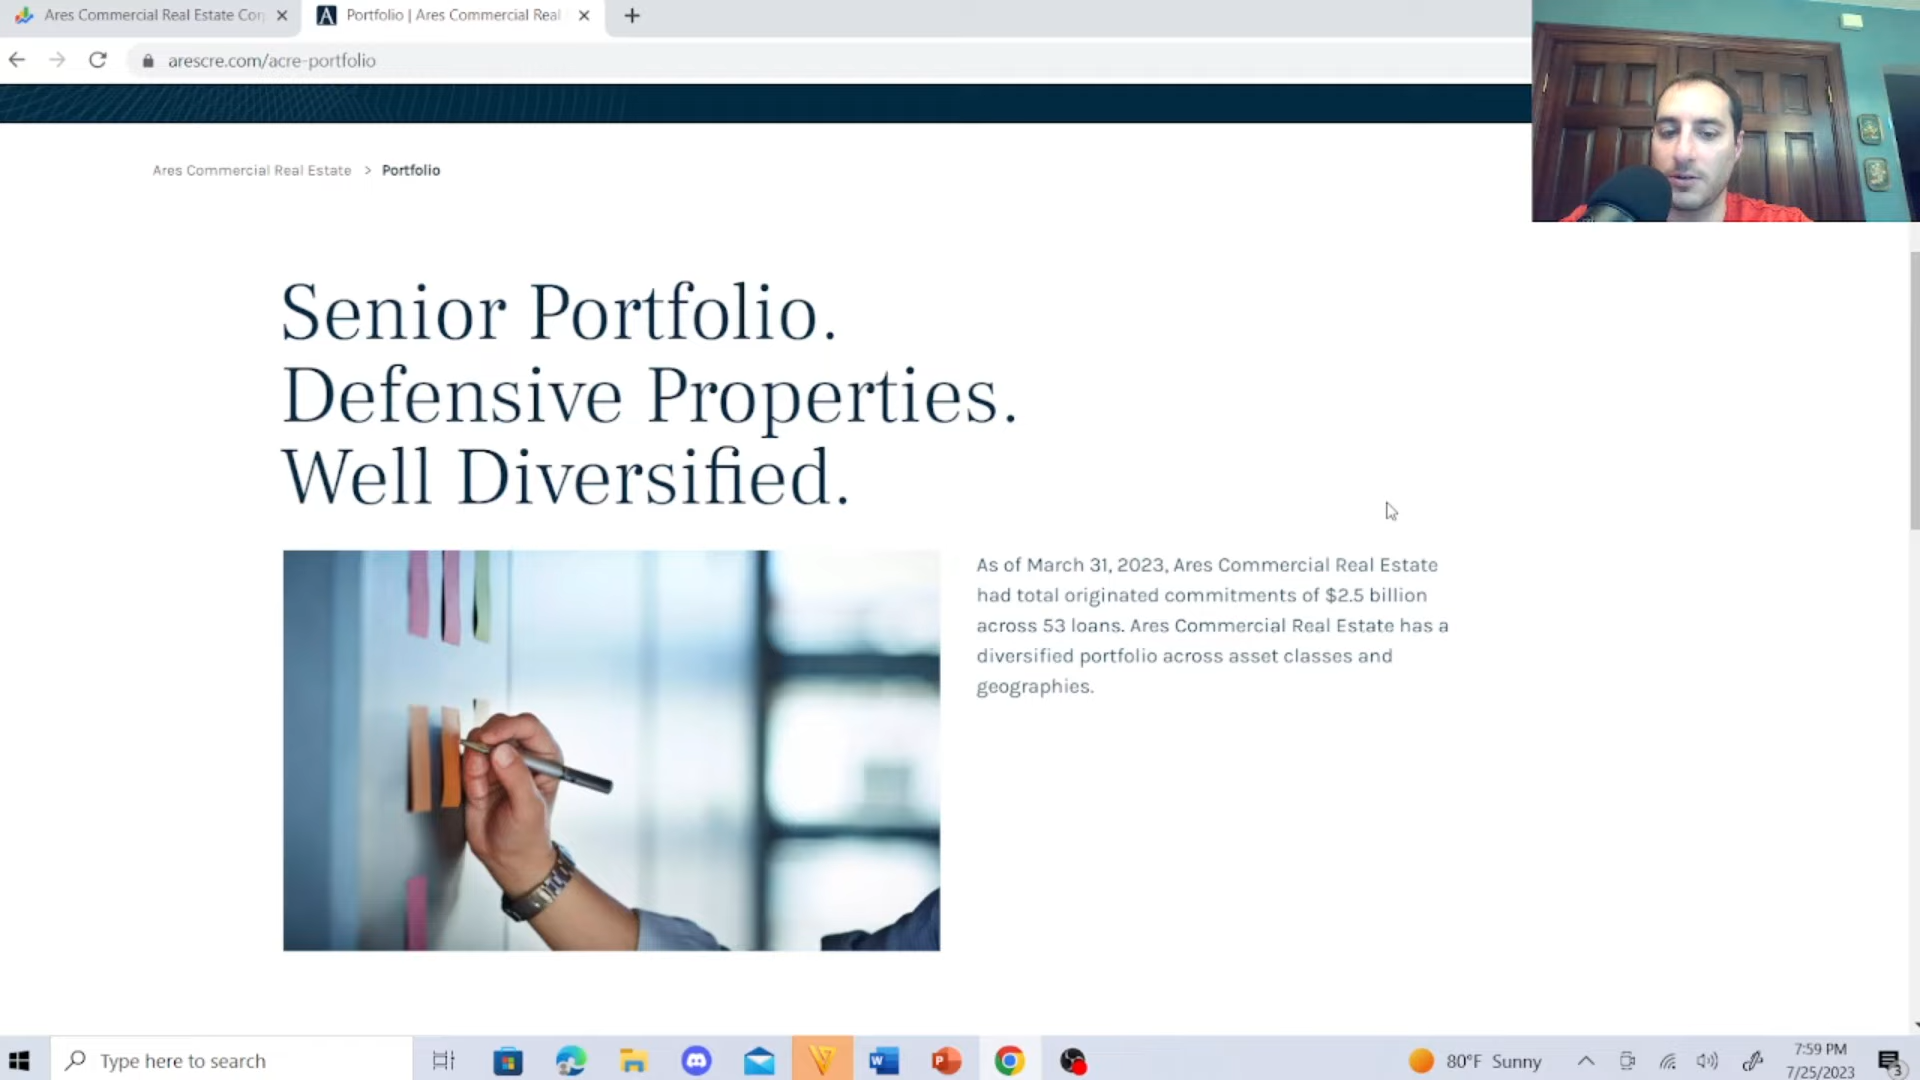 Ares Commercial Real Estate Cor
Portfolio | Ares Commercial Real
arescre.com/acre-portfolio
Ares Commercial Real Estate > Portfolio
Senior Portfolio.
Defensive Properties.
Well Diversified.
As of March 31, 2023, Ares Commercial Real Estate
had total originated commitments of $2.5 billion
across 53 loans. Ares Commercial Real Estate has a
diversified portfolio across asset classes and
geographies.
Type here to search
80°F Sunny
7:59 PM
7/25/2023
3